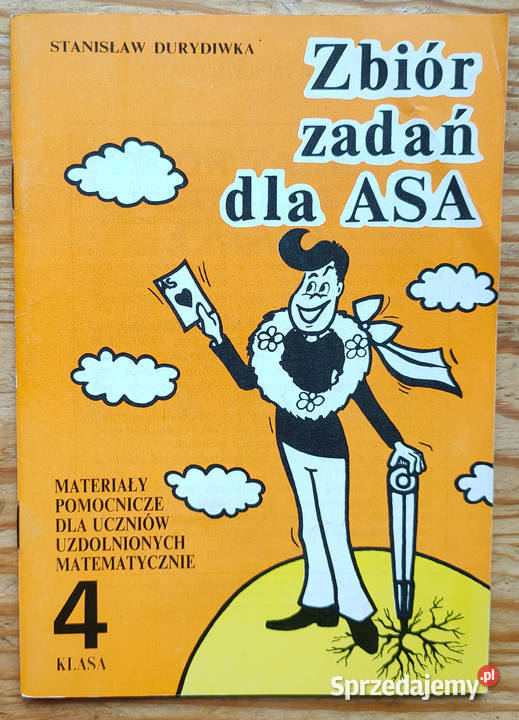 STANISŁAW DURYDIWKA
Zbiór
zadań
dla ASA
MATERIAŁY
POMOCNICZE
DLA UCZNIÓW
UZDOLNIONYCH
MATEMATYCZNIE
4
KLASA
Sprzedajemy.pl